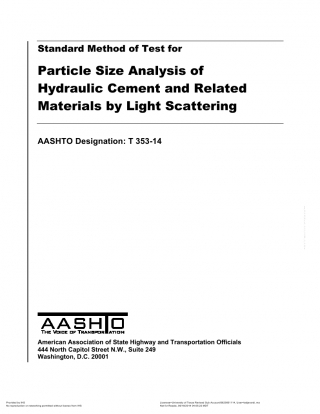 Standard Method of Test for
Particle Size Analysis of
Hydraulic Cement and Related
Materials by Light Scattering
AASHTO Designation: T 353-14
AASHTO
THE VOICE OF TRANSPORTATION
American Association of State Highway and Transportation Officials
444 North Capitol Street N.W., Suite 249
Washington, D.C. 20001